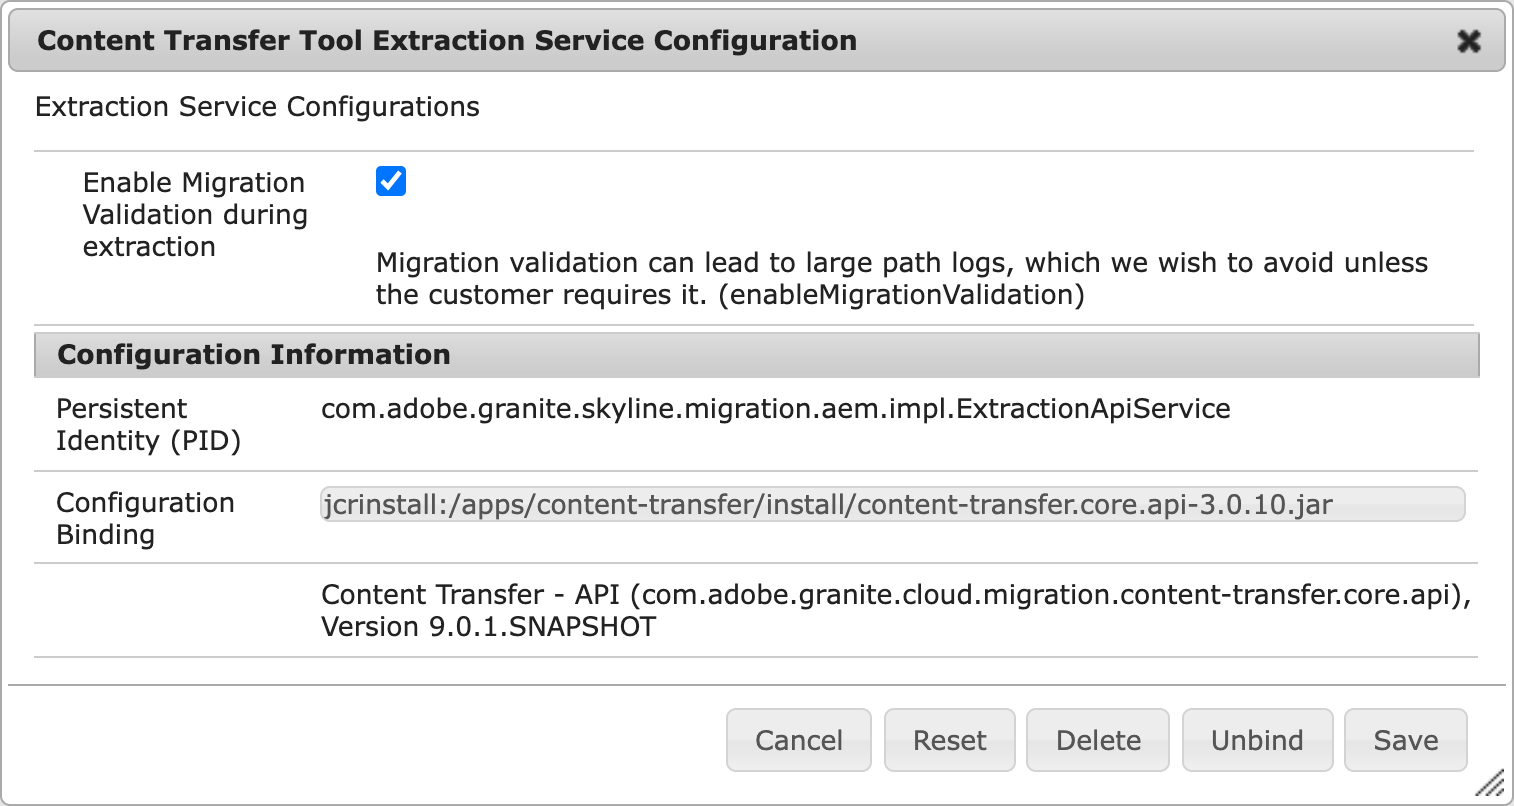 Content Transfer Tool Extraction Service Configuration
Extraction Service Configurations
Enable Migration
Validation during
extraction
Migration validation can lead to large path logs, which we wish to avoid unless
the customer requires it. (enableMigrationValidation)
Configuration Information
Persistent
Identity (PID)
com.adobe.granite.skyline.migration.aem.impl.ExtractionApiService
Configuration
Binding
jcrinstall:/apps/content-transfer/install/content-transfer.core.api-3.0.10.jar
Content Transfer - API (com.adobe.granite.cloud.migration.content-transfer.core.api),
Version 9.0.1.SNAPSHOT
Cancel
Reset
Delete
Unbind
Save